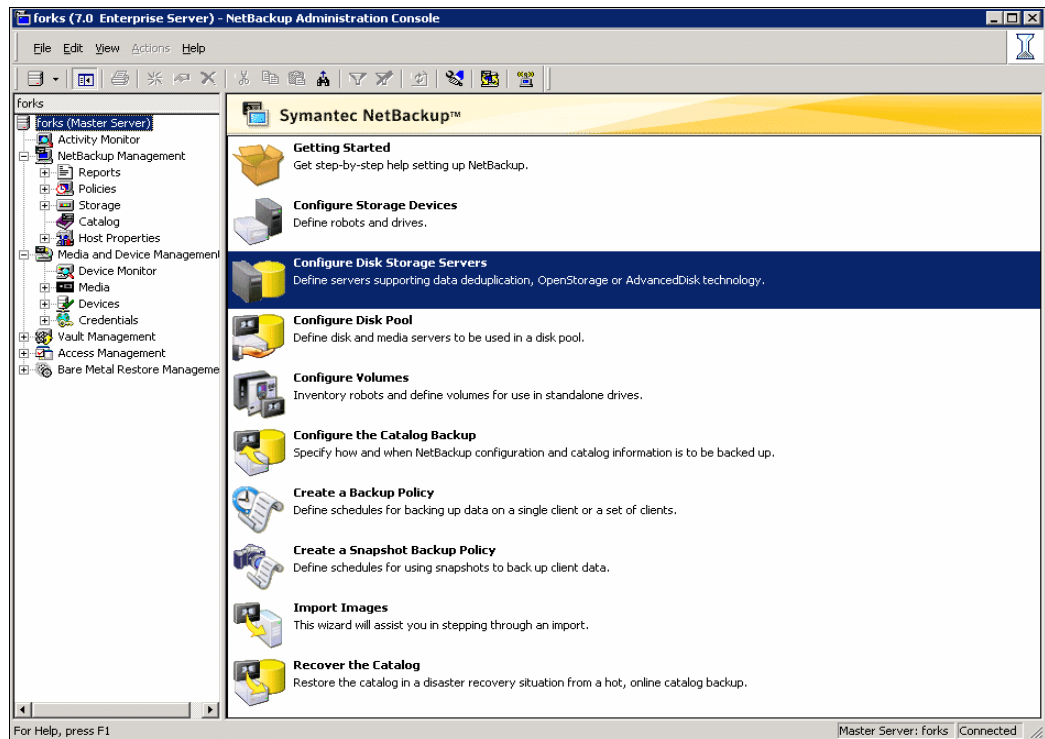 forks (7.0 Enterprise Server) - NetBackup Administration Console
File Edit View Actions Help
forks
forks (Master Server)
Activity Monitor
NetBackup Management
Reports
Policies
Storage
Catalog
Host Properties
Media and Device Management
Device Monitor
Media
Devices
Credentials
Vault Management
Access Management
Bare Metal Restore Manageme
Symantec NetBackup™
Getting Started
Get step-by-step help setting up NetBackup.
Configure Storage Devices
Define robots and drives.
Configure Disk Storage Servers
Define servers supporting data deduplication, OpenStorage or AdvancedDisk technology.
Configure Disk Pool
Define disk and media servers to be used in a disk pool.
Configure Volumes
Inventory robots and define volumes for use in standalone drives.
Configure the Catalog Backup
Specify how and when NetBackup configuration and catalog information is to be backed up.
Create a Backup Policy
Define schedules for backing up data on a single client or a set of clients.
Create a Snapshot Backup Policy
Define schedules for using snapshots to back up client data.
Import Images
This wizard will assist you in stepping through an import.
Recover the Catalog
Restore the catalog in a disaster recovery situation from a hot, online catalog backup.
For Help, press F1
Master Server: forks
Connected